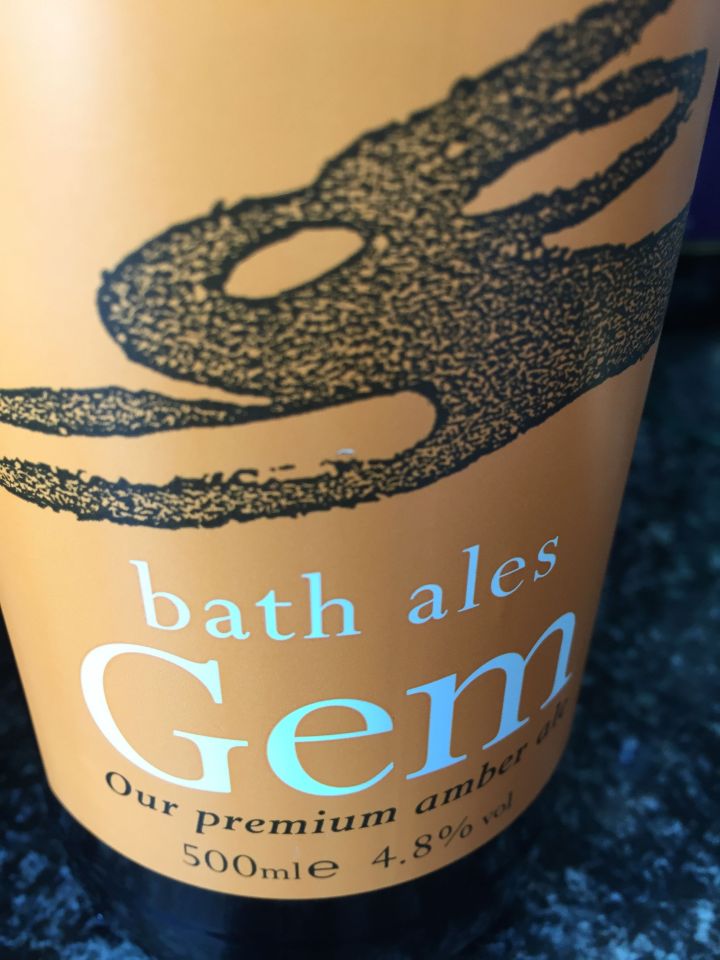 bath ales
Gem
Our premium amber ale
500ml℮ 4.8% vol